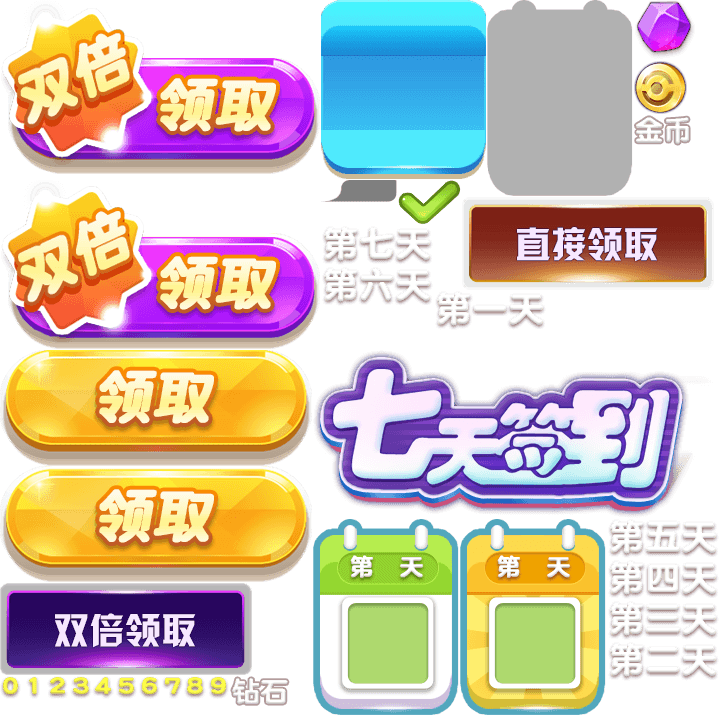 双倍
领取
金币
双倍
领取
第七天
第六天
直接领取
第一天
领取
七天签到
领取
第 天
第 天
第五天
第四天
第三天
第二天
双倍领取
0123456789
钻石